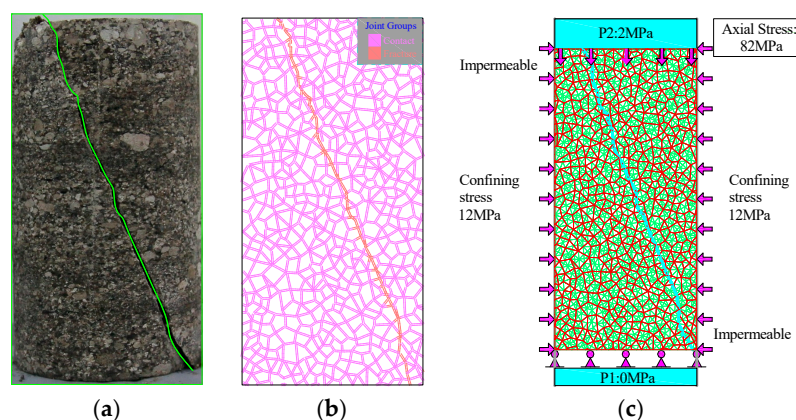 Joint Groups
P2:2MPa
Axial Stress:
82MPa
Impermeable
Confining
stress
12MPa
Confining
stress
12MPa
Impermeable
P1:0MPa
(a)
(b)
(c)